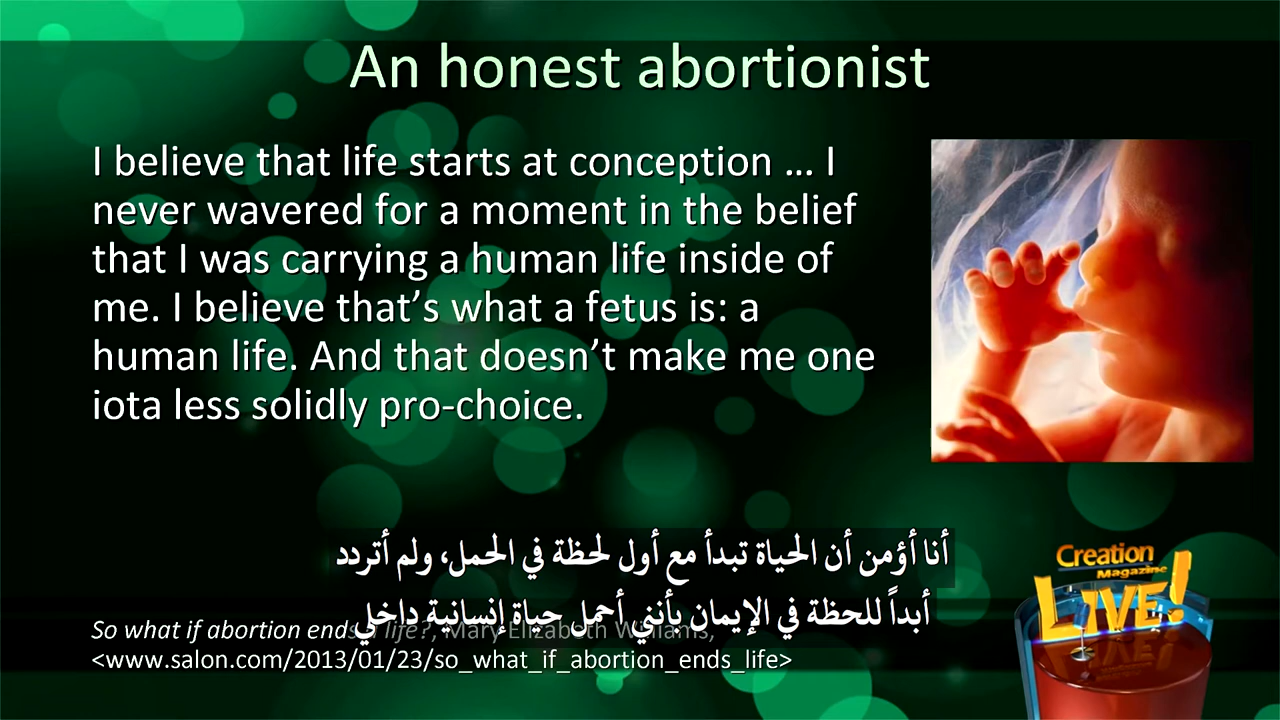 An honest abortionist
I believe that life starts at conception … I
never wavered for a moment in the belief
that I was carrying a human life inside of
me. I believe that’s what a fetus is: a
human life. And that doesn’t make me one
iota less solidly pro-choice.
أنا أؤمن أن الحياة تبدأ مع أول لحظة في الحمل، ولم أتردد
أبداً للحظة في الإيمان بأنني أحمل حياة إنسانية داخلي
So what if abortion ends a life?, Mary Elizabeth Williams,
<www.salon.com/2013/01/23/so_what_if_abortion_ends_life>
Creation
Magazine
LIVE!